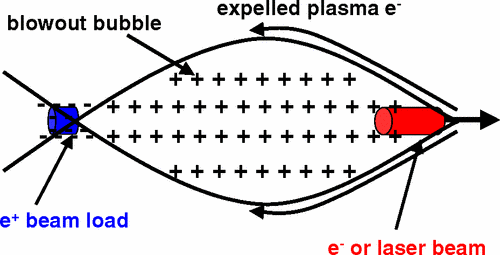 expelled plasma e-
blowout bubble
+ + + + + + + + +
- - - + + + + + + + + + + + + + +
- - - + + + + + + + + + + + + +
+ + + + + + + + +
e+ beam load
e- or laser beam